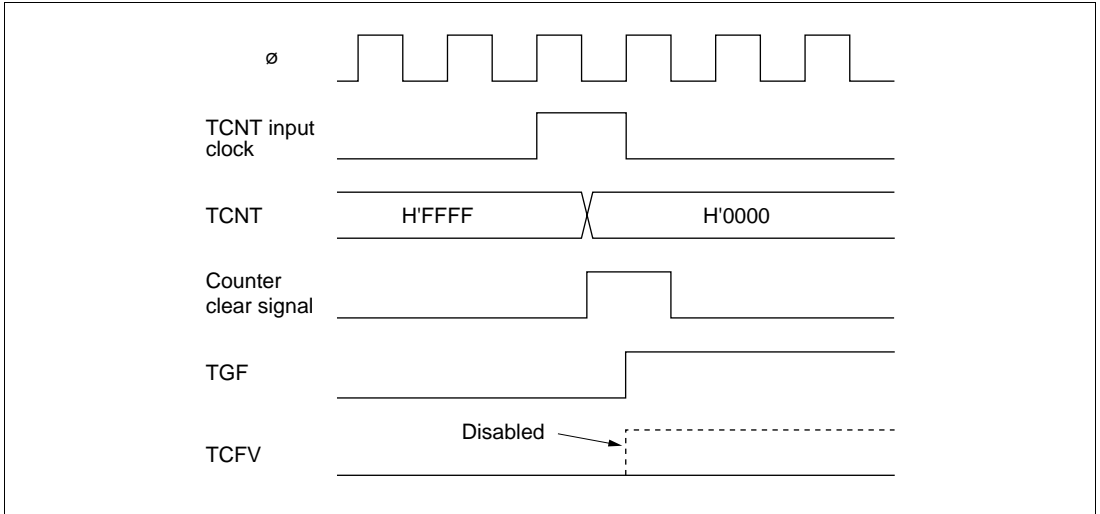 ø
TCNT input
clock
TCNT
H'FFFF
H'0000
Counter
clear signal
TGF
Disabled
TCFV